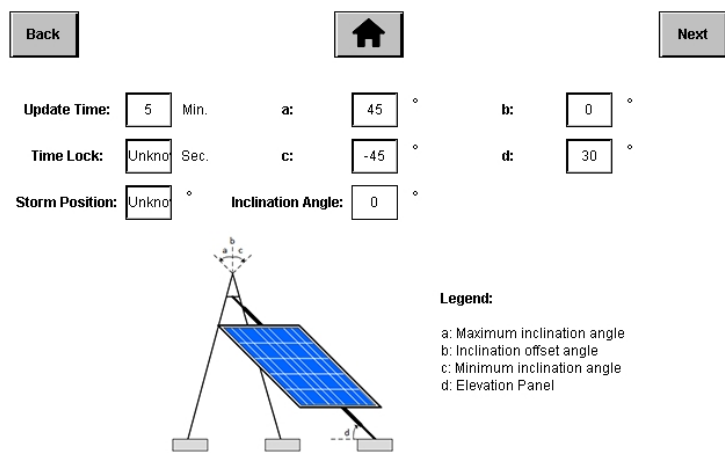 Back
Next
Update Time: 5 Min. a: 45 ° b: 0 °
Time Lock: Unkno Sec. c: -45 ° d: 30 °
Storm Position: Unkno ° Inclination Angle: 0 °
b
a c
Legend:
a: Maximum inclination angle
b: Inclination offset angle
c: Minimum inclination angle
d: Elevation Panel
d